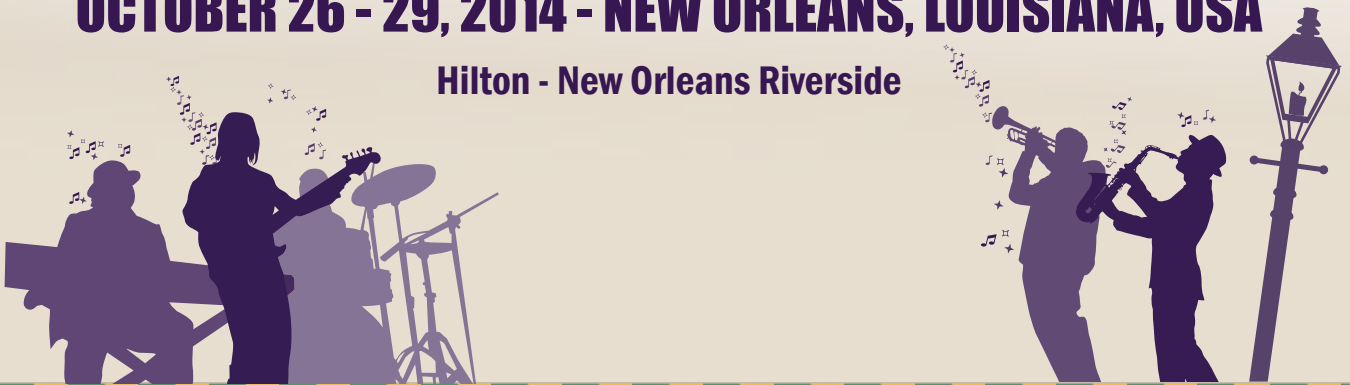 OCTOBER 26 - 29, 2014 - NEW ORLEANS, LOUISIANA, USA
Hilton - New Orleans Riverside